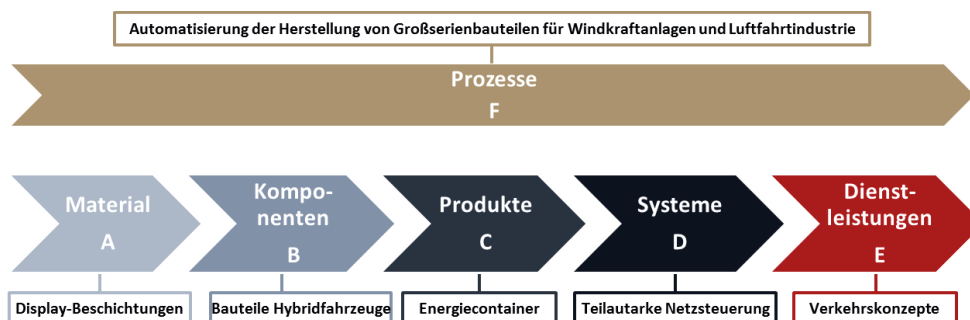 Automatisierung der Herstellung von Großserienbauteilen für Windkraftanlagen und Luftfahrtindustrie
Prozesse
F
Material
A
Kompo-
nenten
B
Produkte
C
Systeme
D
Dienst-
leistungen
E
Display-Beschichtungen
Bauteile Hybridfahrzeuge
Energiecontainer
Teilautarke Netzsteuerung
Verkehrskonzepte